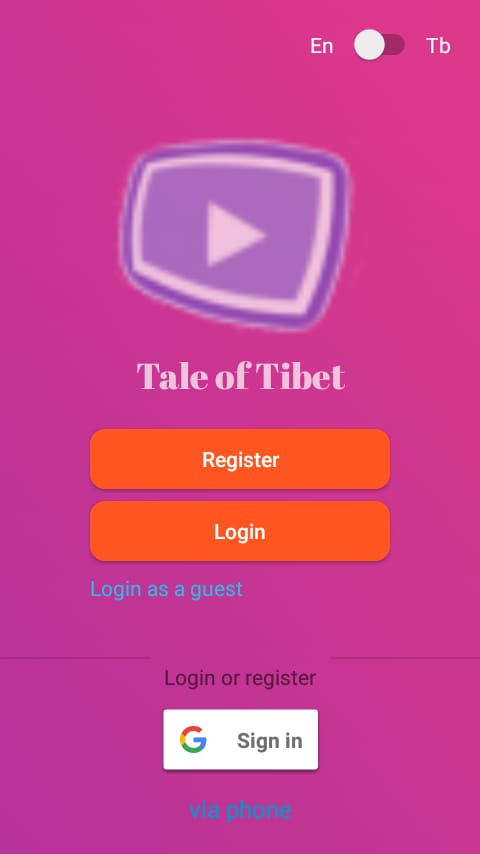 En Tb
Tale of Tibet
Register
Login
Login as a guest
Login or register
Sign in
via phone